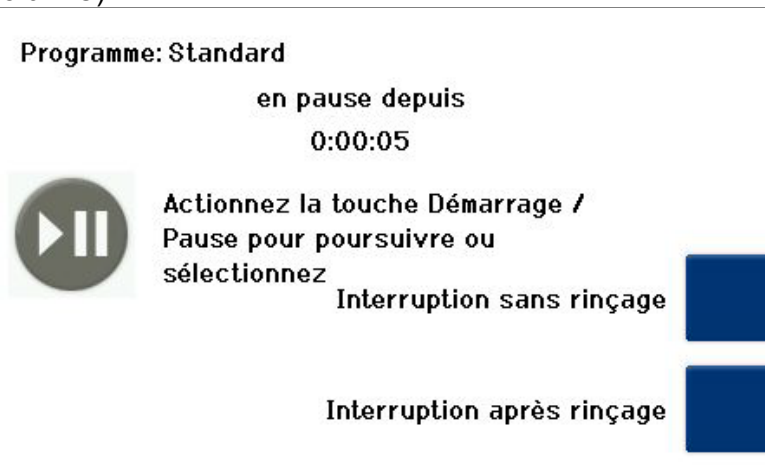 Programme: Standard
en pause depuis
0:00:05
Actionnez la touche Démarrage /
Pause pour poursuivre ou
sélectionnez
Interruption sans rinçage
Interruption après rinçage